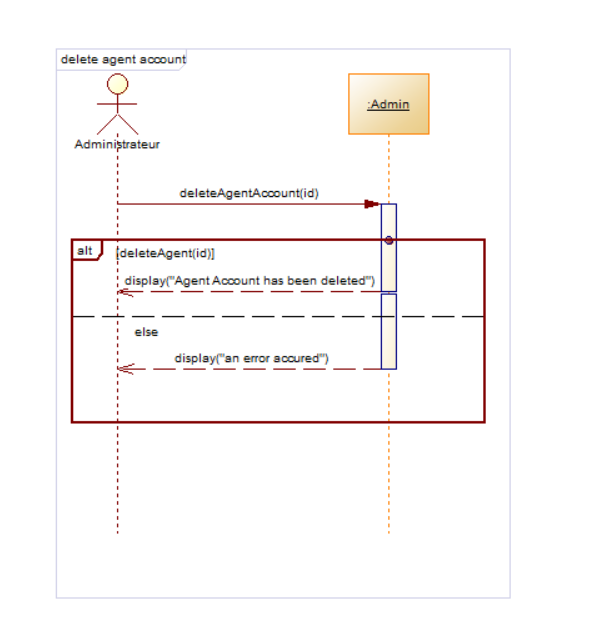 delete agent account
:Admin
Administrateur
deleteAgentAccount(id)
alt
[deleteAgent(id)]
display("Agent Account has been deleted")
else
display("an error accured")